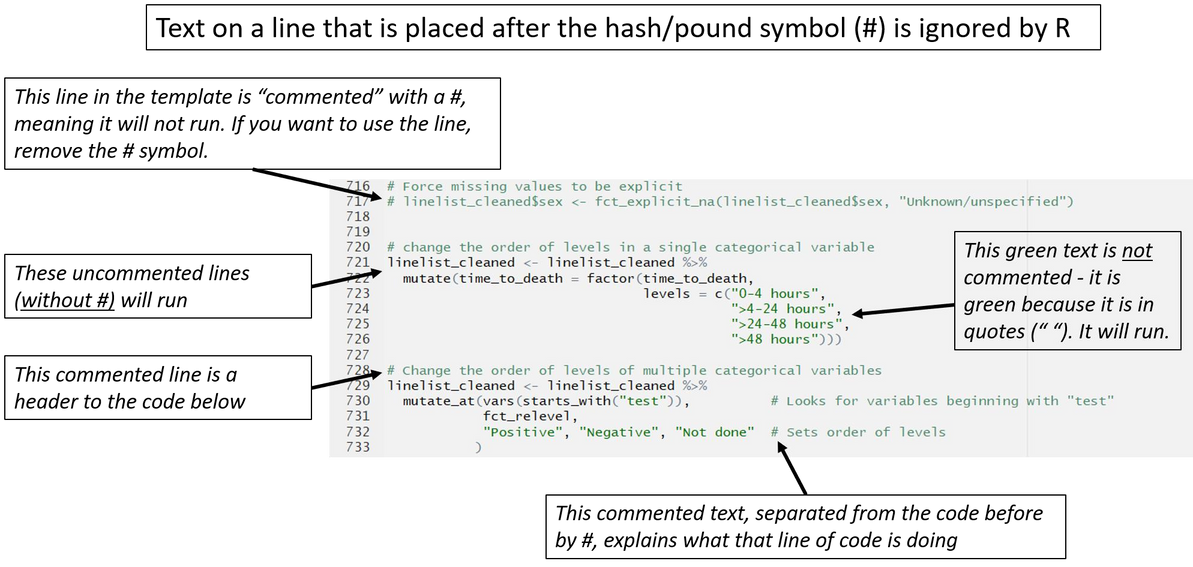 Text on a line that is placed after the hash/pound symbol (#) is ignored by R
This line in the template is “commented” with a #,
meaning it will not run. If you want to use the line,
remove the # symbol.
716 # Force missing values to be explicit
717 # linelist_cleaned$sex <- fct_explicit_na(linelist_cleaned$sex, "Unknown/unspecified")
718
719
720 # change the order of levels in a single categorical variable
721 linelist_cleaned <- linelist_cleaned %>%
722 mutate(time_to_death = factor(time_to_death,
723 levels = c("0-4 hours",
724 ">4-24 hours",
725 ">24-48 hours",
726 ">48 hours")))
727
728 # Change the order of levels of multiple categorical variables
729 linelist_cleaned <- linelist_cleaned %>%
730 mutate_at(vars(starts_with("test")), # Looks for variables beginning with "test"
731 fct_relevel,
732 "Positive", "Negative", "Not done" # Sets order of levels
733 )
These uncommented lines
(without #) will run
This commented line is a
header to the code below
This green text is not
commented - it is
green because it is in
quotes (“ “). It will run.
This commented text, separated from the code before
by #, explains what that line of code is doing